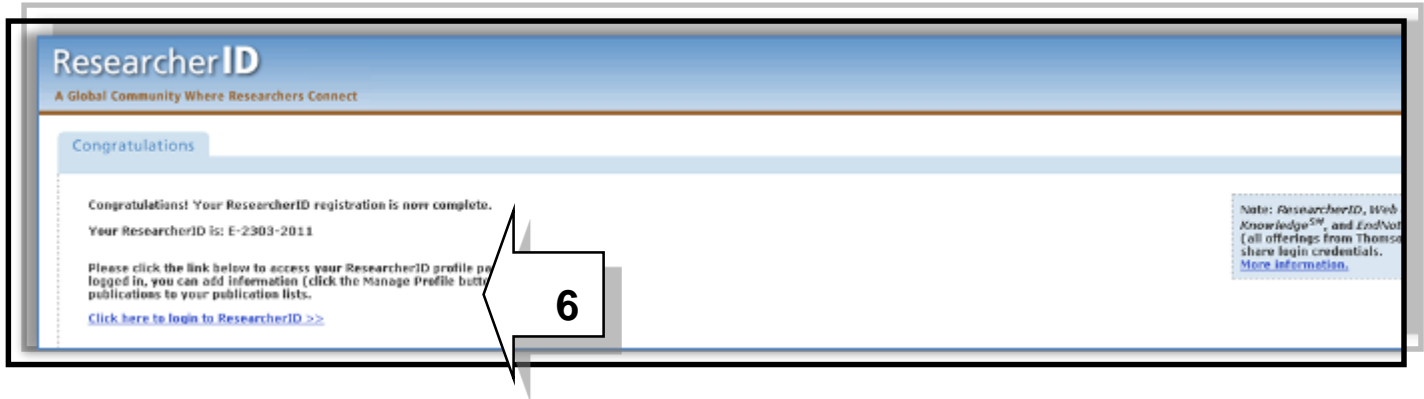 ResearcherID
A Global Community Where Researchers Connect
Congratulations
Congratulations! Your ResearcherID registration is now complete.
Your ResearcherID is: E-2303-2011
Please click the link below to access your ResearcherID profile pa
logged in, you can add information (click the Manage Profile butt
publications to your publication lists.
Click here to login to ResearcherID >>
6
Note: ResearcherID, Web
Knowledge SM, and EndNot
(all offerings from Thomso
share login credentials.
More information.